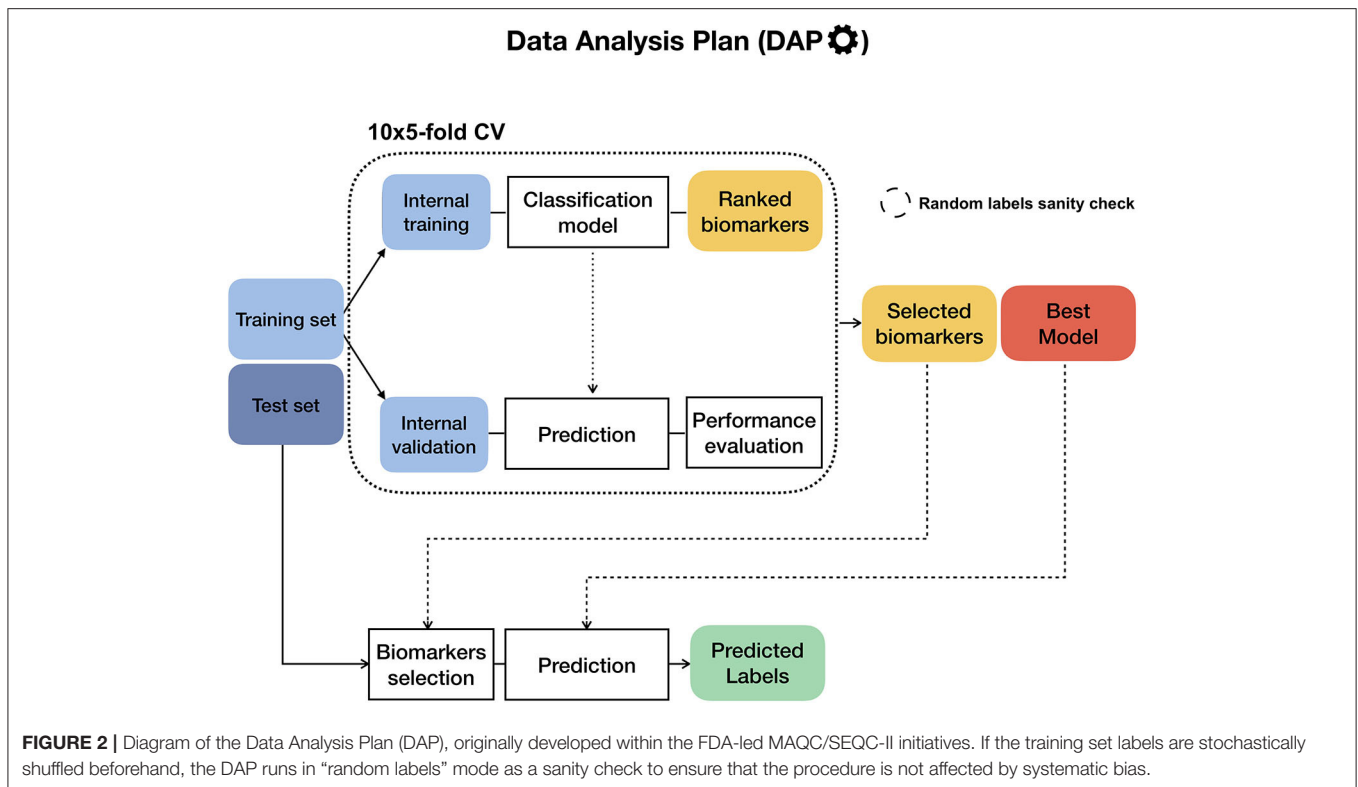 Data Analysis Plan (DAP)
10x5-fold CV
Internal
training
Classification
model
Ranked
biomarkers
Random labels sanity check
Training set
Test set
Selected
biomarkers
Best
Model
Internal
validation
Prediction
Performance
evaluation
Biomarkers
selection
Prediction
Predicted
Labels
FIGURE 2 | Diagram of the Data Analysis Plan (DAP), originally developed within the FDA-led MAQC/SEQC-II initiatives. If the training set labels are stochastically
shuffled beforehand, the DAP runs in “random labels” mode as a sanity check to ensure that the procedure is not affected by systematic bias.